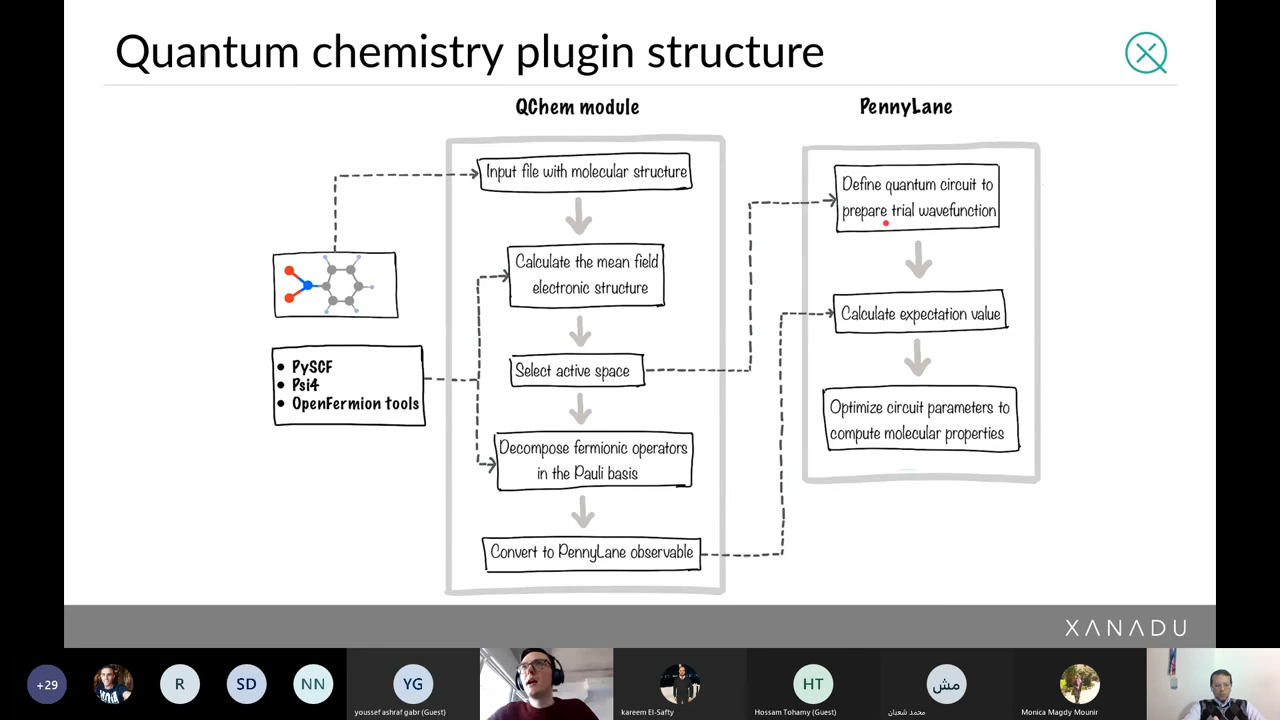 Quantum chemistry plugin structure
QChem module
PennyLane
Input file with molecular structure
Calculate the mean field
electronic structure
Select active space
Decompose fermionic operators
in the Pauli basis
Convert to PennyLane observable
• PySCF
• Psi4
• OpenFermion tools
Define quantum circuit to
prepare trial wavefunction
Calculate expectation value
Optimize circuit parameters to
compute molecular properties
XANADU
+29
R
SD
NN
YG
youssef ashraf gabr (Guest)
kareem El-Safty
HT
Hossam Tohamy (Guest)
مش
محمد شعبان
Monica Magdy Mounir